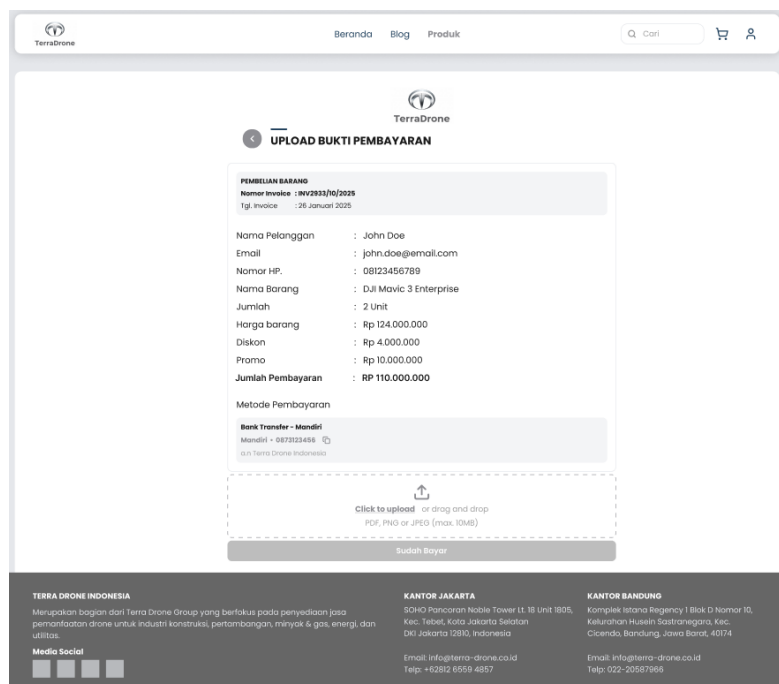 TerraDrone
Beranda Blog Produk
Cari
TerraDrone
UPLOAD BUKTI PEMBAYARAN
PEMBELIAN BARANG
Nomor Invoice : INV2933/10/2025
Tgl. Invoice : 26 Januari 2025
Nama Pelanggan : John Doe
Email : john.doe@email.com
Nomor HP. : 08123456789
Nama Barang : DJI Mavic 3 Enterprise
Jumlah : 2 Unit
Harga barang : Rp 124.000.000
Diskon : Rp 4.000.000
Promo : Rp 10.000.000
Jumlah Pembayaran : RP 110.000.000
Metode Pembayaran
Bank Transfer - Mandiri
Mandiri • 0873123456
a.n Terra Drone Indonesia
Click to upload or drag and drop
PDF, PNG or JPEG (max. 10MB)
Sudah Bayar
TERRA DRONE INDONESIA
Merupakan bagian dari Terra Drone Group yang berfokus pada penyediaan jasa
pemanfaatan drone untuk industri konstruksi, pertambangan, minyak & gas, energi, dan
utilitas.
Media Social
KANTOR JAKARTA
SOHO Pancoran Noble Tower Lt. 18 Unit 1805,
Kec. Tebet, Kota Jakarta Selatan
DKI Jakarta 12810, Indonesia
Email: info@terra-drone.co.id
Telp: +62812 6559 4857
KANTOR BANDUNG
Komplek Istana Regency 1 Blok D Nomor 10,
Kelurahan Husein Sastranegara, Kec.
Cicendo, Bandung, Jawa Barat, 40174
Email: info@terra-drone.co.id
Telp: 022-20587966